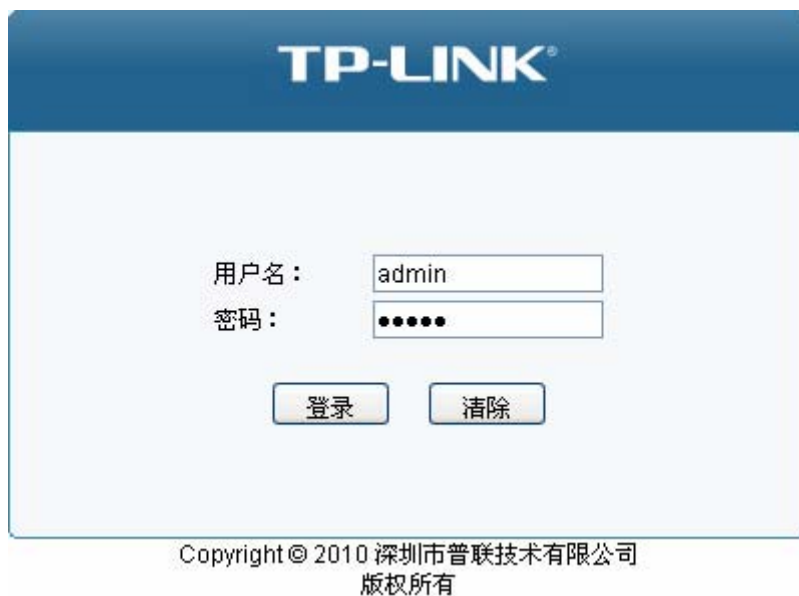 TP-LINK®
用户名：
admin
密码：
●●●●●
登录
清除
Copyright © 2010 深圳市普联技术有限公司
版权所有